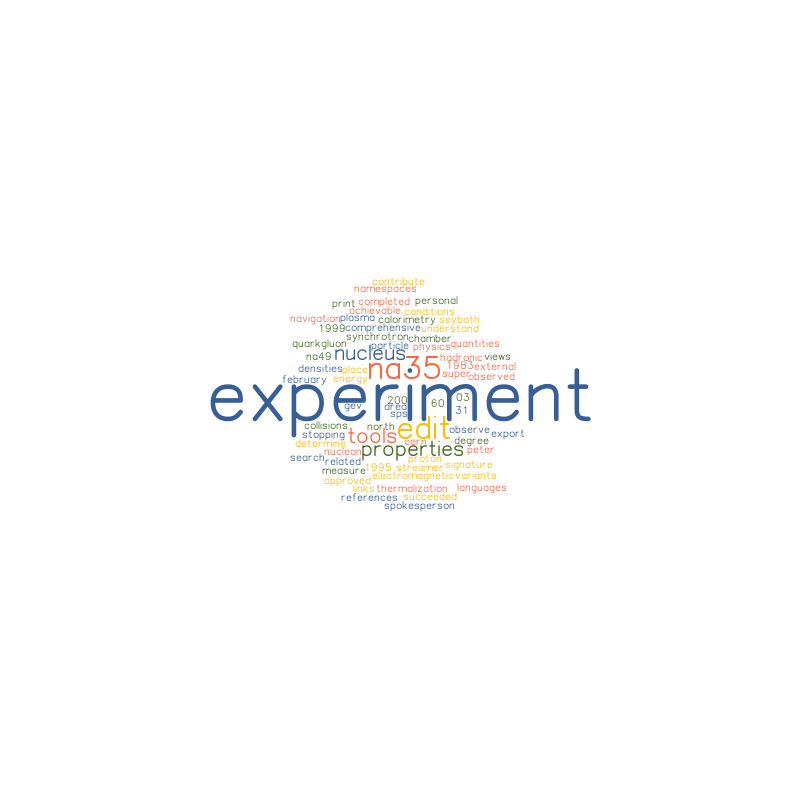 contribute
namespaces
print completed personal
achievable conditions
navigation plasma calorimetry seyboth
1999 comprehensive understand
synchrotron chamber
quarkgluon particle physics quantities
na49 nucleus hadronic views
densities place na35 1983 external
february energy super observed
experiment
gev 200 area 60 03
sps 31
collisions north edit observe
stopping tools cern degree export
determine properties peter
nucleon
search related proton signature
measure 1995 streamer
approved electromagnetic variants
links thermalization languages
references succeeded
spokesperson